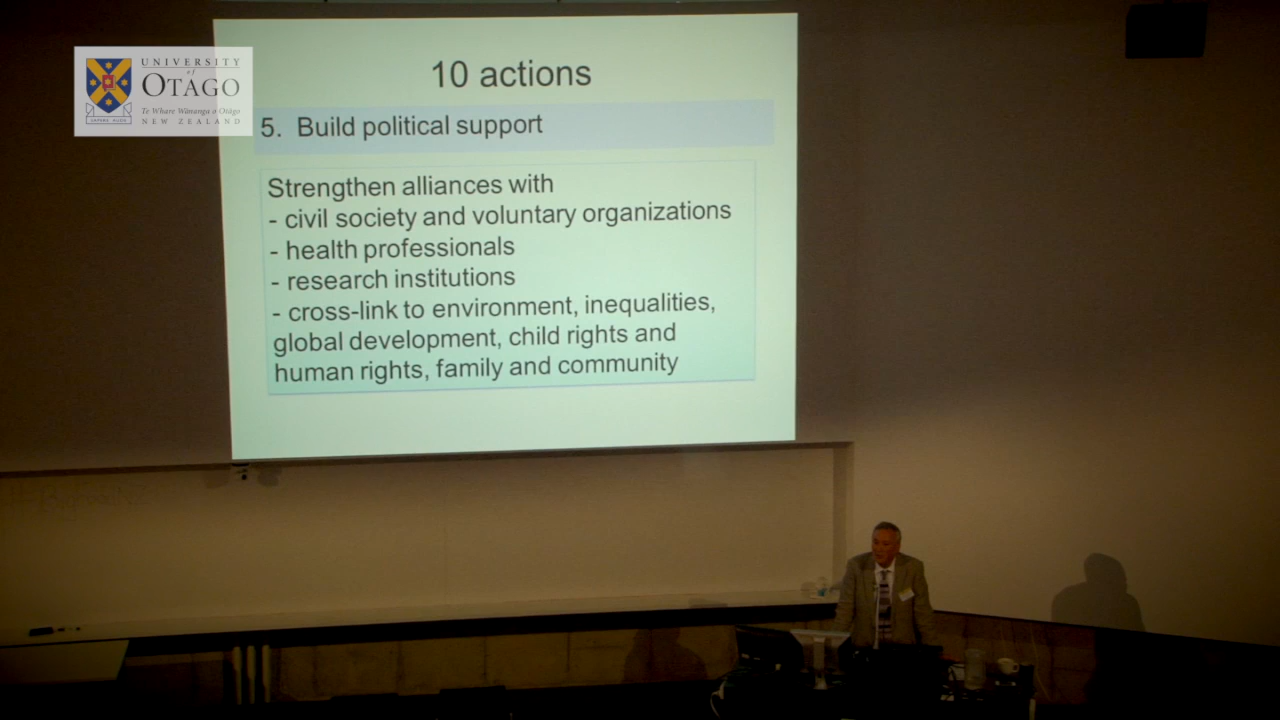 UNIVERSITY
of
OTAGO
Te Whare Wānanga o Otāgo
NEW ZEALAND
10 actions
5. Build political support
Strengthen alliances with
- civil society and voluntary organizations
- health professionals
- research institutions
- cross-link to environment, inequalities,
global development, child rights and
human rights, family and community